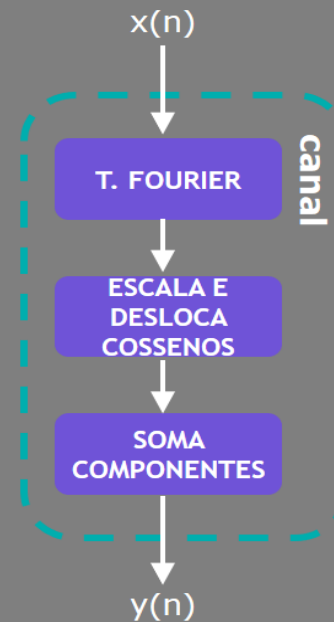 x(n)
canal
T. FOURIER
ESCALA E
DESLOCA
COSSENOS
SOMA
COMPONENTES
y(n)